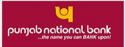 punjab national bank
...the name you can BANK upon!